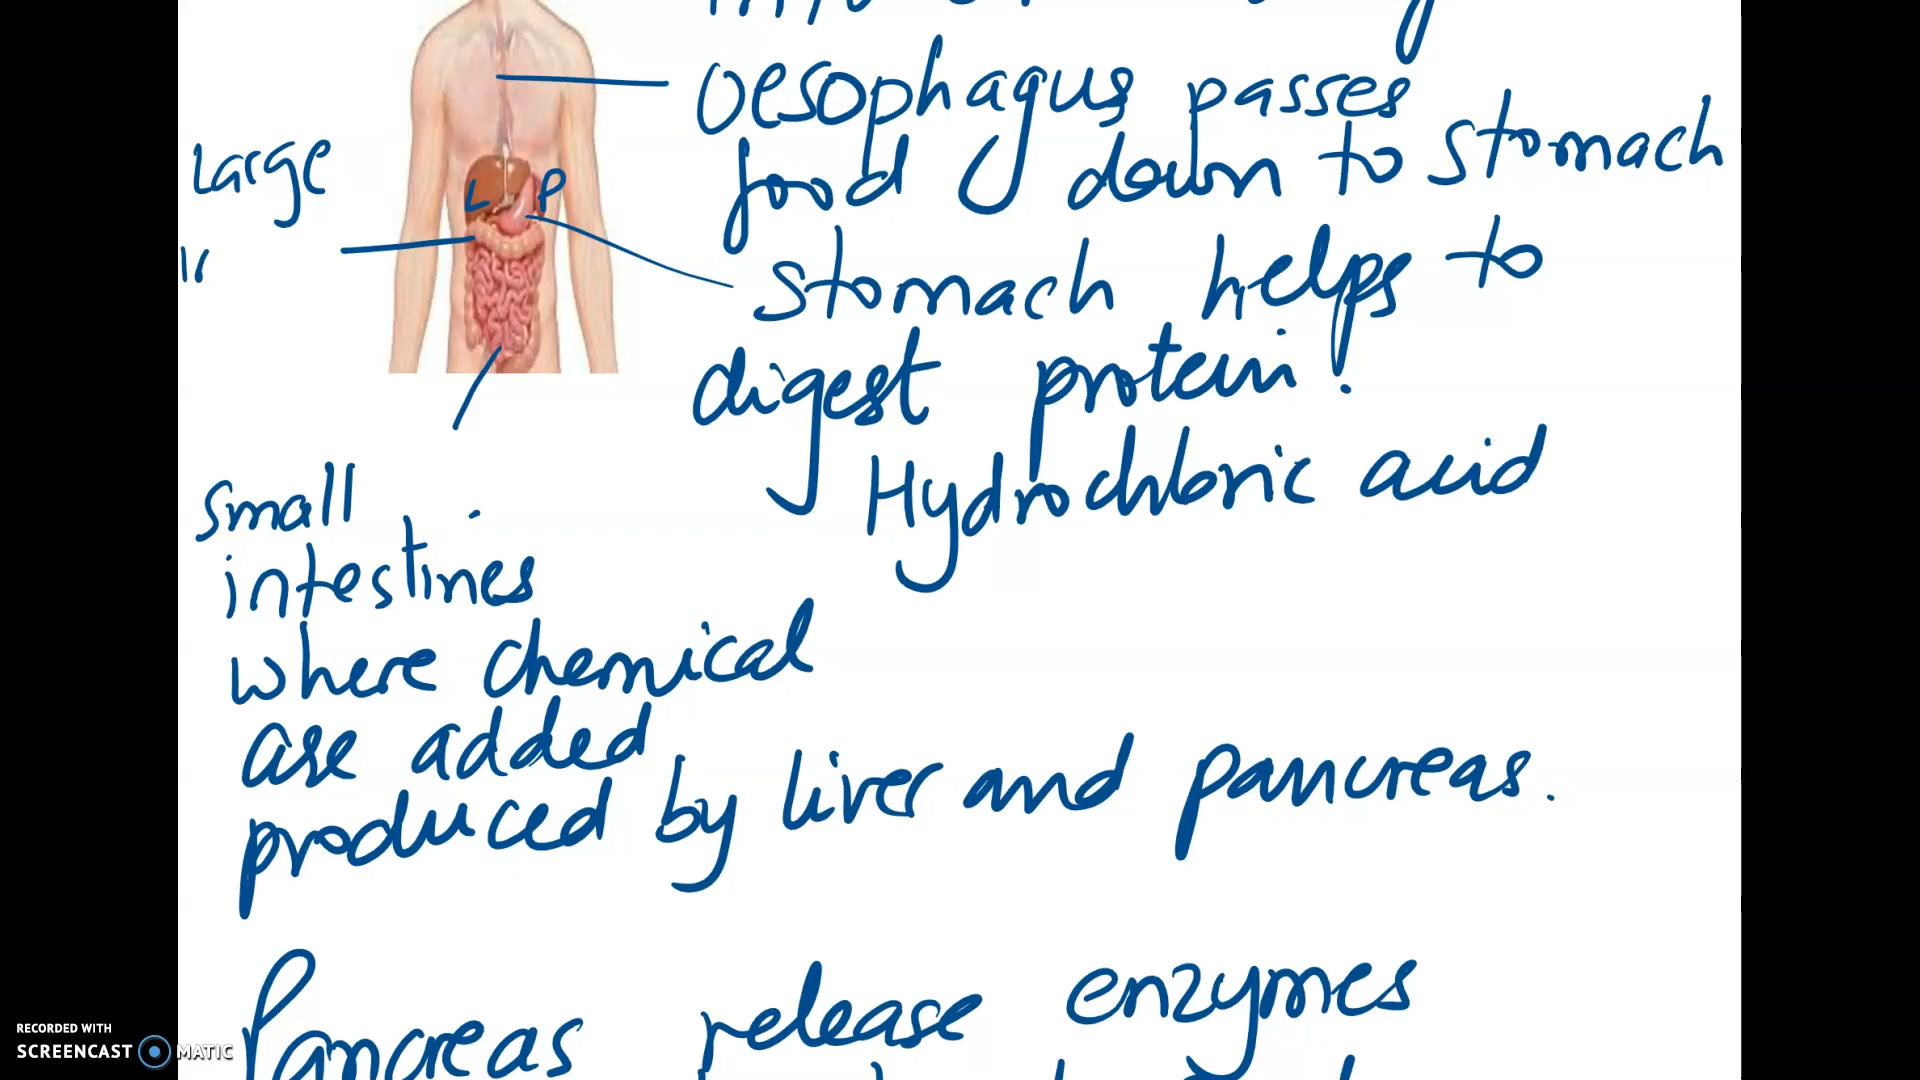 Oesophagus passes
food down to stomach
Large
L P
stomach helps to
digest protein!
Hydrochloric acid
small
intestines
where chemical
are added
produced by liver and pancreas.
Pancreas release enzymes
RECORDED WITH
SCREENCAST MATIC